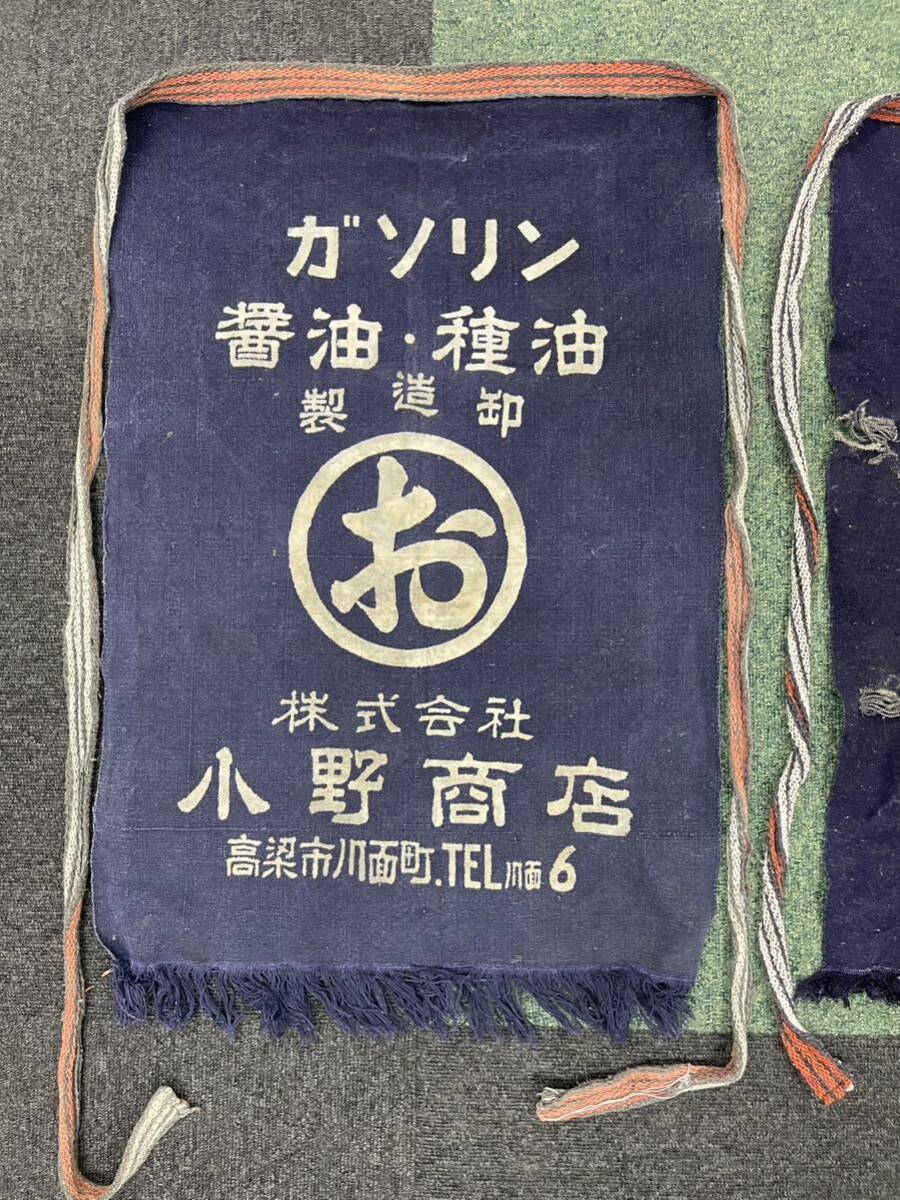 ガソリン
醤油・種油
製造卸
お
株式会社
小野商店
高梁市川面町.TEL川面6